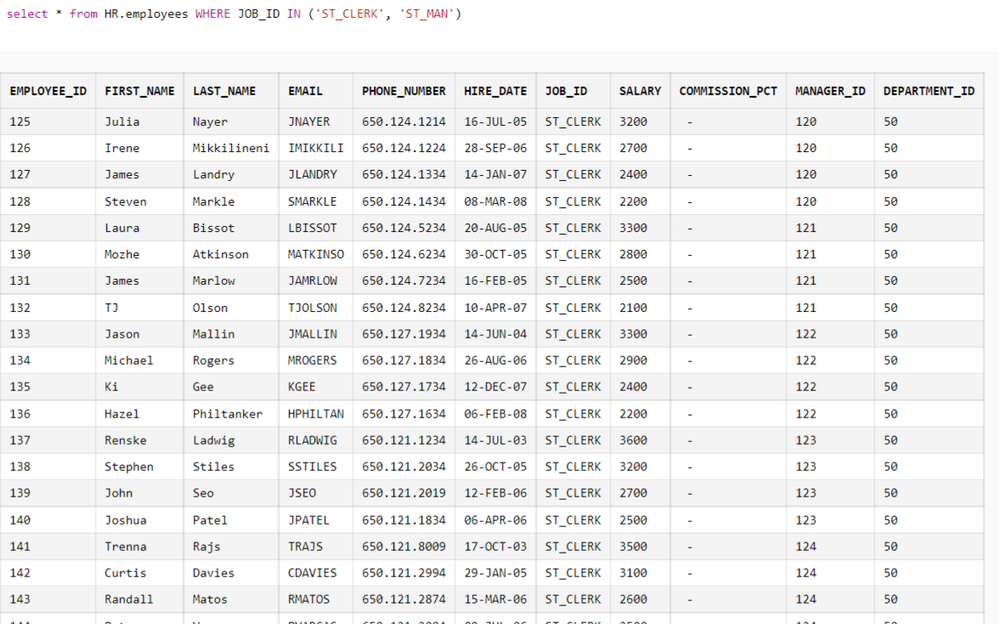 select * from HR.employees WHERE JOB_ID IN ('ST_CLERK', 'ST_MAN')
EMPLOYEE_ID FIRST_NAME LAST_NAME EMAIL PHONE_NUMBER HIRE_DATE JOB_ID SALARY COMMISSION_PCT MANAGER_ID DEPARTMENT_ID
125 Julia Nayer JNAYER 650.124.1214 16-JUL-05 ST_CLERK 3200 - 120 50
126 Irene Mikkilineni IMIKKILI 650.124.1224 28-SEP-06 ST_CLERK 2700 - 120 50
127 James Landry JLANDRY 650.124.1334 14-JAN-07 ST_CLERK 2400 - 120 50
128 Steven Markle SMARKLE 650.124.1434 08-MAR-08 ST_CLERK 2200 - 120 50
129 Laura Bissot LBISSOT 650.124.5234 20-AUG-05 ST_CLERK 3300 - 121 50
130 Mozhe Atkinson MATKINSO 650.124.6234 30-OCT-05 ST_CLERK 2800 - 121 50
131 James Marlow JAMRLOW 650.124.7234 16-FEB-05 ST_CLERK 2500 - 121 50
132 TJ Olson TJOLSON 650.124.8234 10-APR-07 ST_CLERK 2100 - 121 50
133 Jason Mallin JMALLIN 650.127.1934 14-JUN-04 ST_CLERK 3300 - 122 50
134 Michael Rogers MROGERS 650.127.1834 26-AUG-06 ST_CLERK 2900 - 122 50
135 Ki Gee KGEE 650.127.1734 12-DEC-07 ST_CLERK 2400 - 122 50
136 Hazel Philtanker HPHILTAN 650.127.1634 06-FEB-08 ST_CLERK 2200 - 122 50
137 Renske Ladwig RLADWIG 650.121.1234 14-JUL-03 ST_CLERK 3600 - 123 50
138 Stephen Stiles SSTILES 650.121.2034 26-OCT-05 ST_CLERK 3200 - 123 50
139 John Seo JSEO 650.121.2019 12-FEB-06 ST_CLERK 2700 - 123 50
140 Joshua Patel JPATEL 650.121.1834 06-APR-06 ST_CLERK 2500 - 123 50
141 Trenna Rajs TRAJS 650.121.8009 17-OCT-03 ST_CLERK 3500 - 124 50
142 Curtis Davies CDAVIES 650.121.2994 29-JAN-05 ST_CLERK 3100 - 124 50
143 Randall Matos RMATOS 650.121.2874 15-MAR-06 ST_CLERK 2600 - 124 50